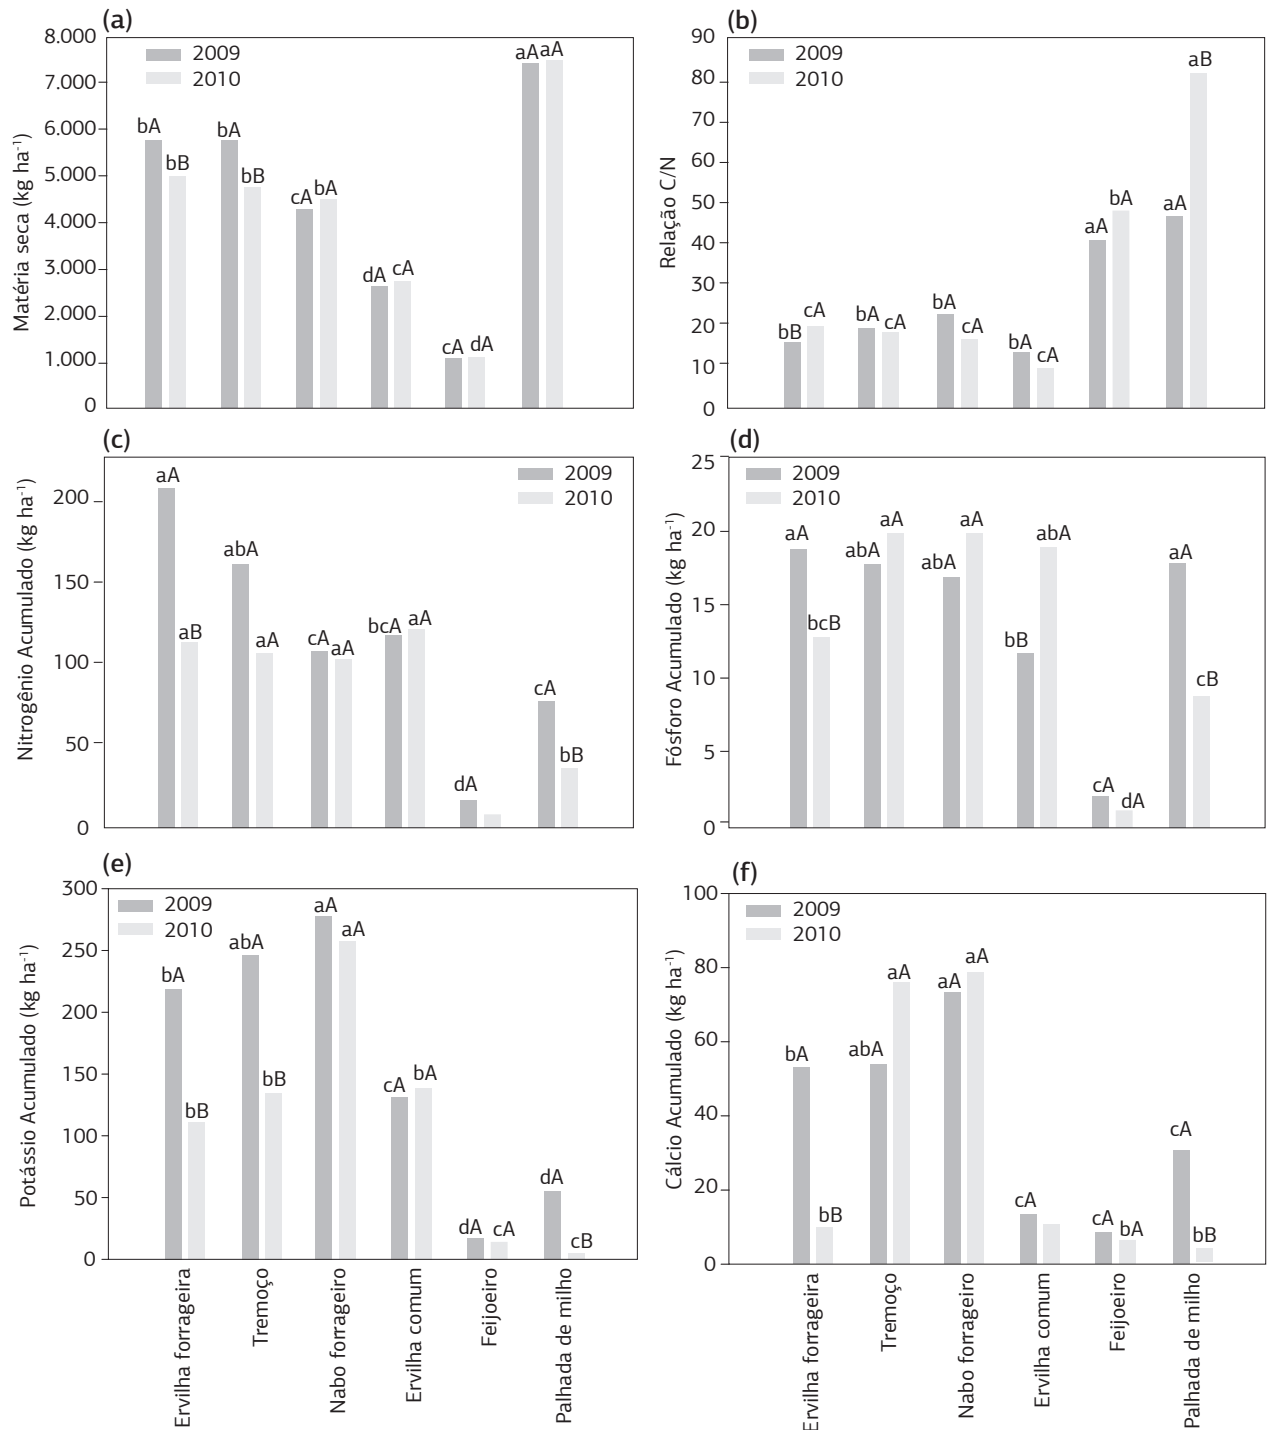 (a)
Matéria seca (kg ha⁻¹)
8.000
7.000
6.000
5.000
4.000
3.000
2.000
1.000
0
2009
2010
bA
bB
bA
bB
cA
bA
dA
cA
cA
dA
aA
aA
(b)
Relação C/N
90
80
70
60
50
40
30
20
10
0
2009
2010
bB
cA
bA
cA
bA
cA
bA
cA
aA
bA
aA
aB
(c)
Nitrogênio Acumulado (kg ha⁻¹)
200
150
100
50
0
2009
2010
aA
aB
abA
aA
cA
aA
bcA
aA
dA
cA
bB
(d)
Fósforo Acumulado (kg ha⁻¹)
25
20
15
10
5
0
2009
2010
aA
bcB
abA
aA
abA
aA
bB
abA
cA
dA
aA
cB
(e)
Potássio Acumulado (kg ha⁻¹)
300
250
200
150
100
50
0
2009
2010
bA
bB
abA
bB
aA
aA
cA
bA
dA
cA
dA
cB
Ervilha forrageira
Tremoço
Nabo forrageiro
Ervilha comum
Feijoeiro
Palhada de milho
(f)
Cálcio Acumulado (kg ha⁻¹)
100
80
60
40
20
0
2009
2010
bA
bB
abA
aA
aA
aA
cA
cA
bA
cA
bB
Ervilha forrageira
Tremoço
Nabo forrageiro
Ervilha comum
Feijoeiro
Palhada de milho